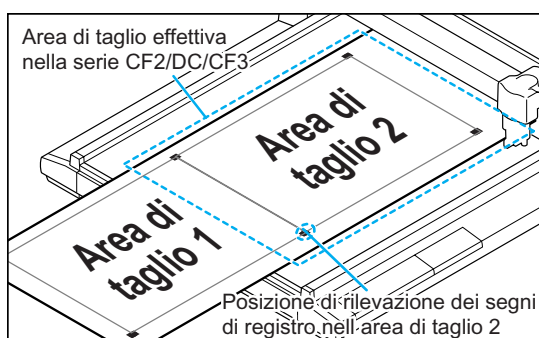 Area di taglio effettiva
nella serie CF2/DC/CF3
Area di
taglio 2
Area di
taglio 1
Posizione di rilevazione dei segni
di registro nell area di taglio 2